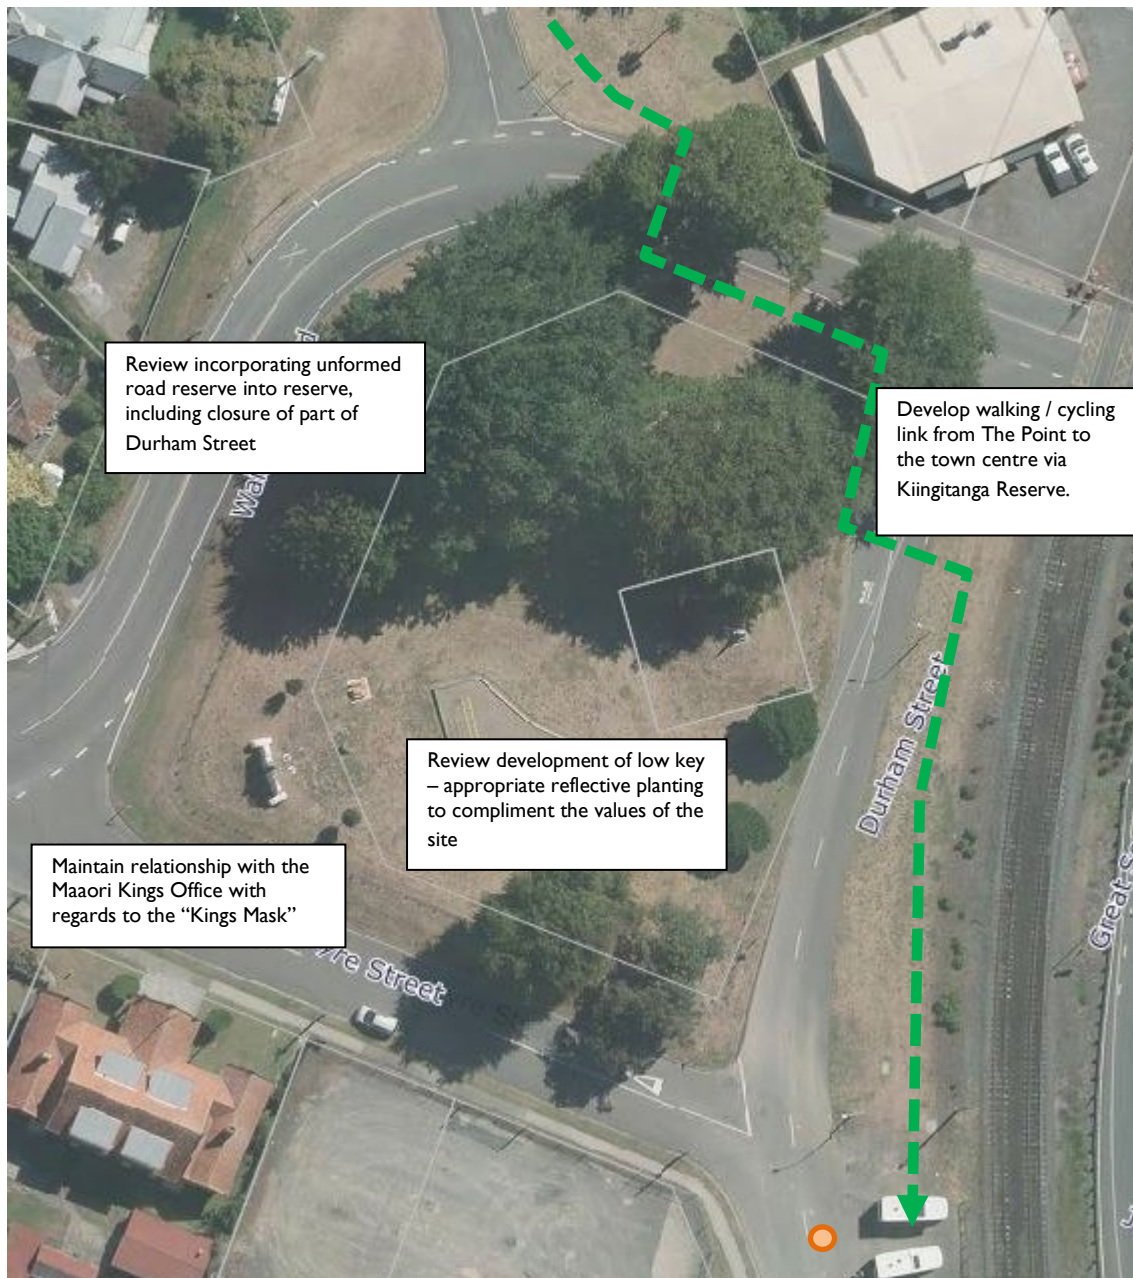 Review incorporating unformed
road reserve into reserve,
including closure of part of
Durham Street
Develop walking / cycling
link from The Point to
the town centre via
Kiingitanga Reserve.
Durham Street
Review development of low key
– appropriate reflective planting
to compliment the values of the
site
Maintain relationship with the
Maaori Kings Office with
regards to the “Kings Mask”
Street
Great